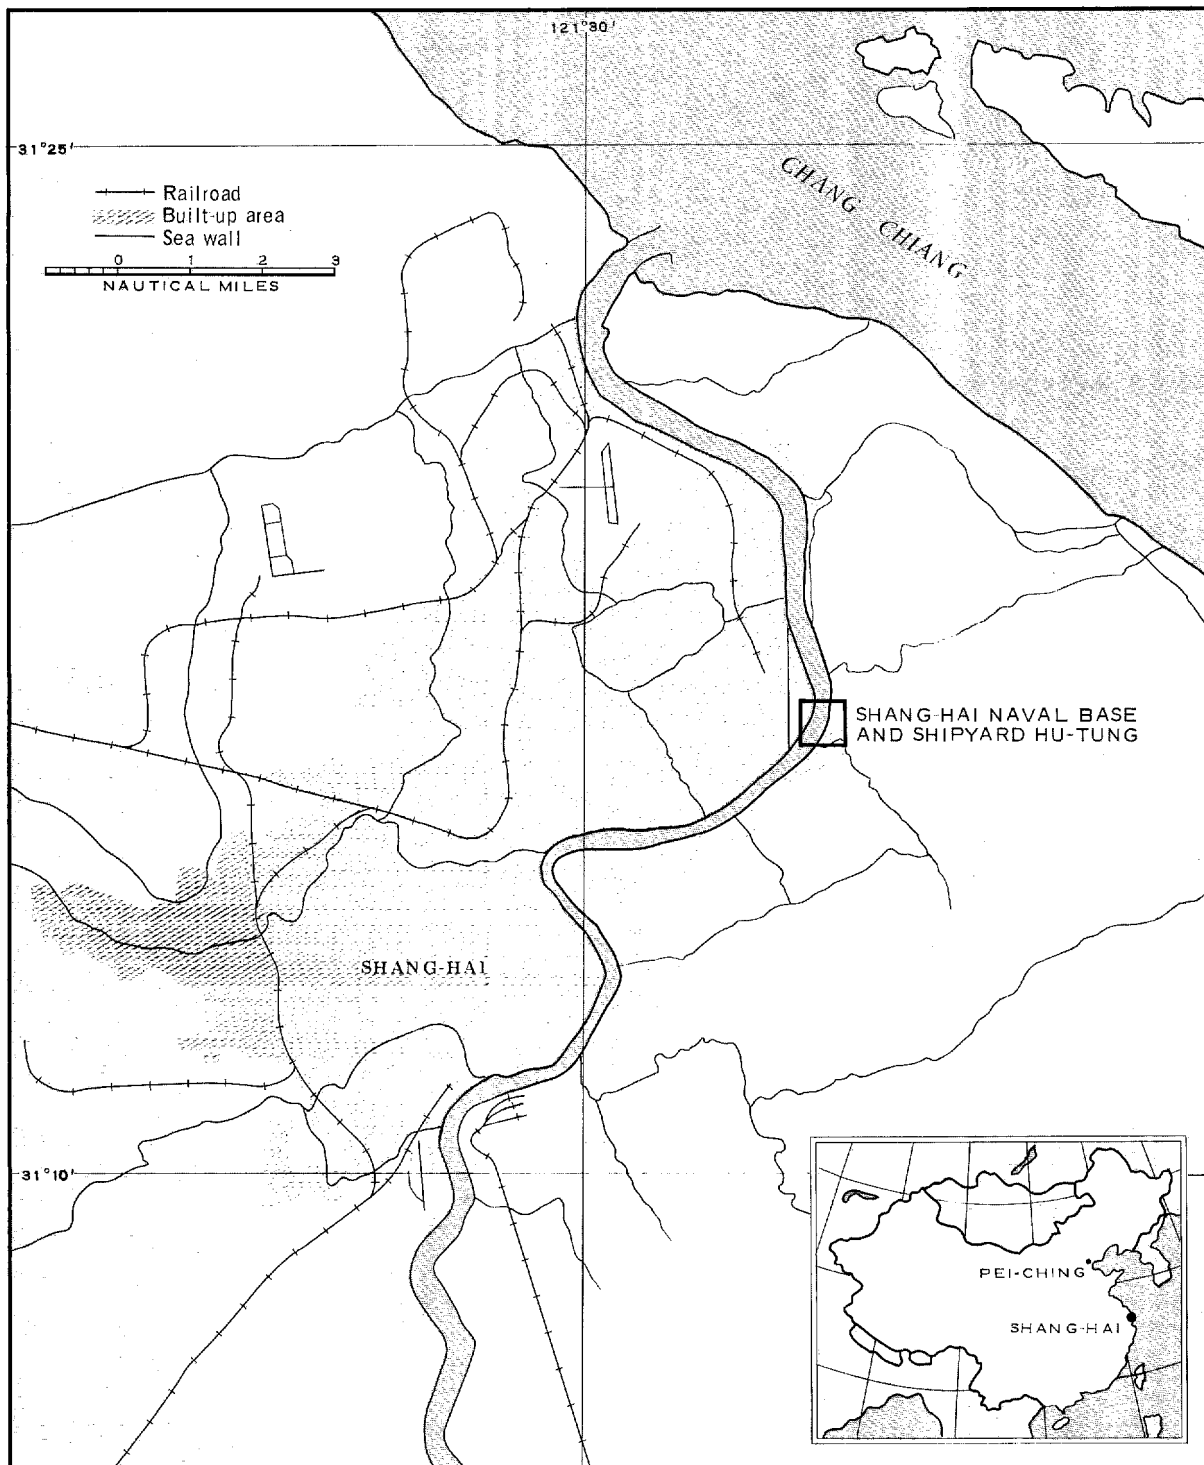 121°30'
31°25'
CHANG CHIANG
Railroad
Built-up area
Sea wall
0 1 2 3
NAUTICAL MILES
SHANG-HAI NAVAL BASE
AND SHIPYARD HU-TUNG
SHANG-HAI
31°10'
PEI-CHING
SHANG-HAI